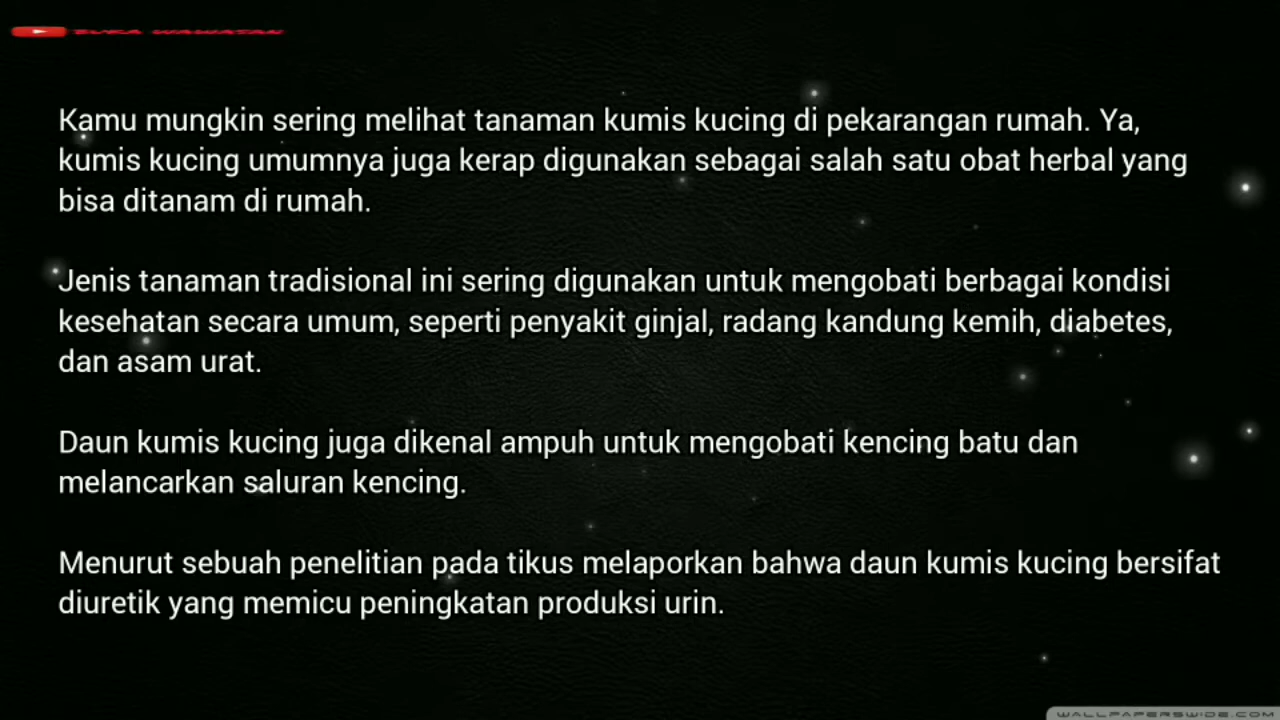 BUKA WAWASAN
Kamu mungkin sering melihat tanaman kumis kucing di pekarangan rumah. Ya,
kumis kucing umumnya juga kerap digunakan sebagai salah satu obat herbal yang
bisa ditanam di rumah.
Jenis tanaman tradisional ini sering digunakan untuk mengobati berbagai kondisi
kesehatan secara umum, seperti penyakit ginjal, radang kandung kemih, diabetes,
dan asam urat.
Daun kumis kucing juga dikenal ampuh untuk mengobati kencing batu dan
melancarkan saluran kencing.
Menurut sebuah penelitian pada tikus melaporkan bahwa daun kumis kucing bersifat
diuretik yang memicu peningkatan produksi urin.
WALLPAPERSWIDE.COM